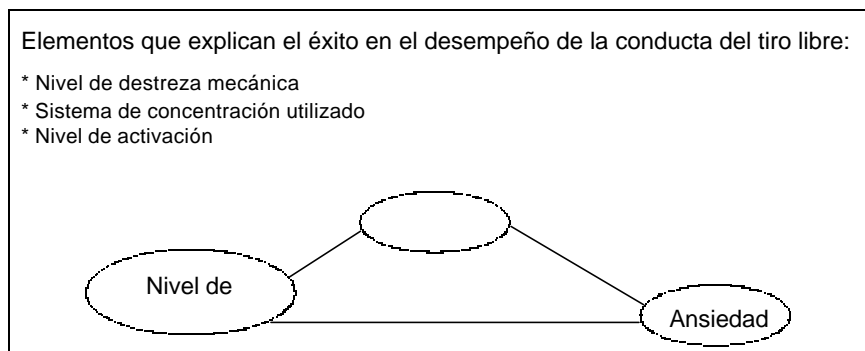 Elementos que explican el éxito en el desempeño de la conducta del tiro libre:
* Nivel de destreza mecánica
* Sistema de concentración utilizado
* Nivel de activación
Nivel de
Ansiedad